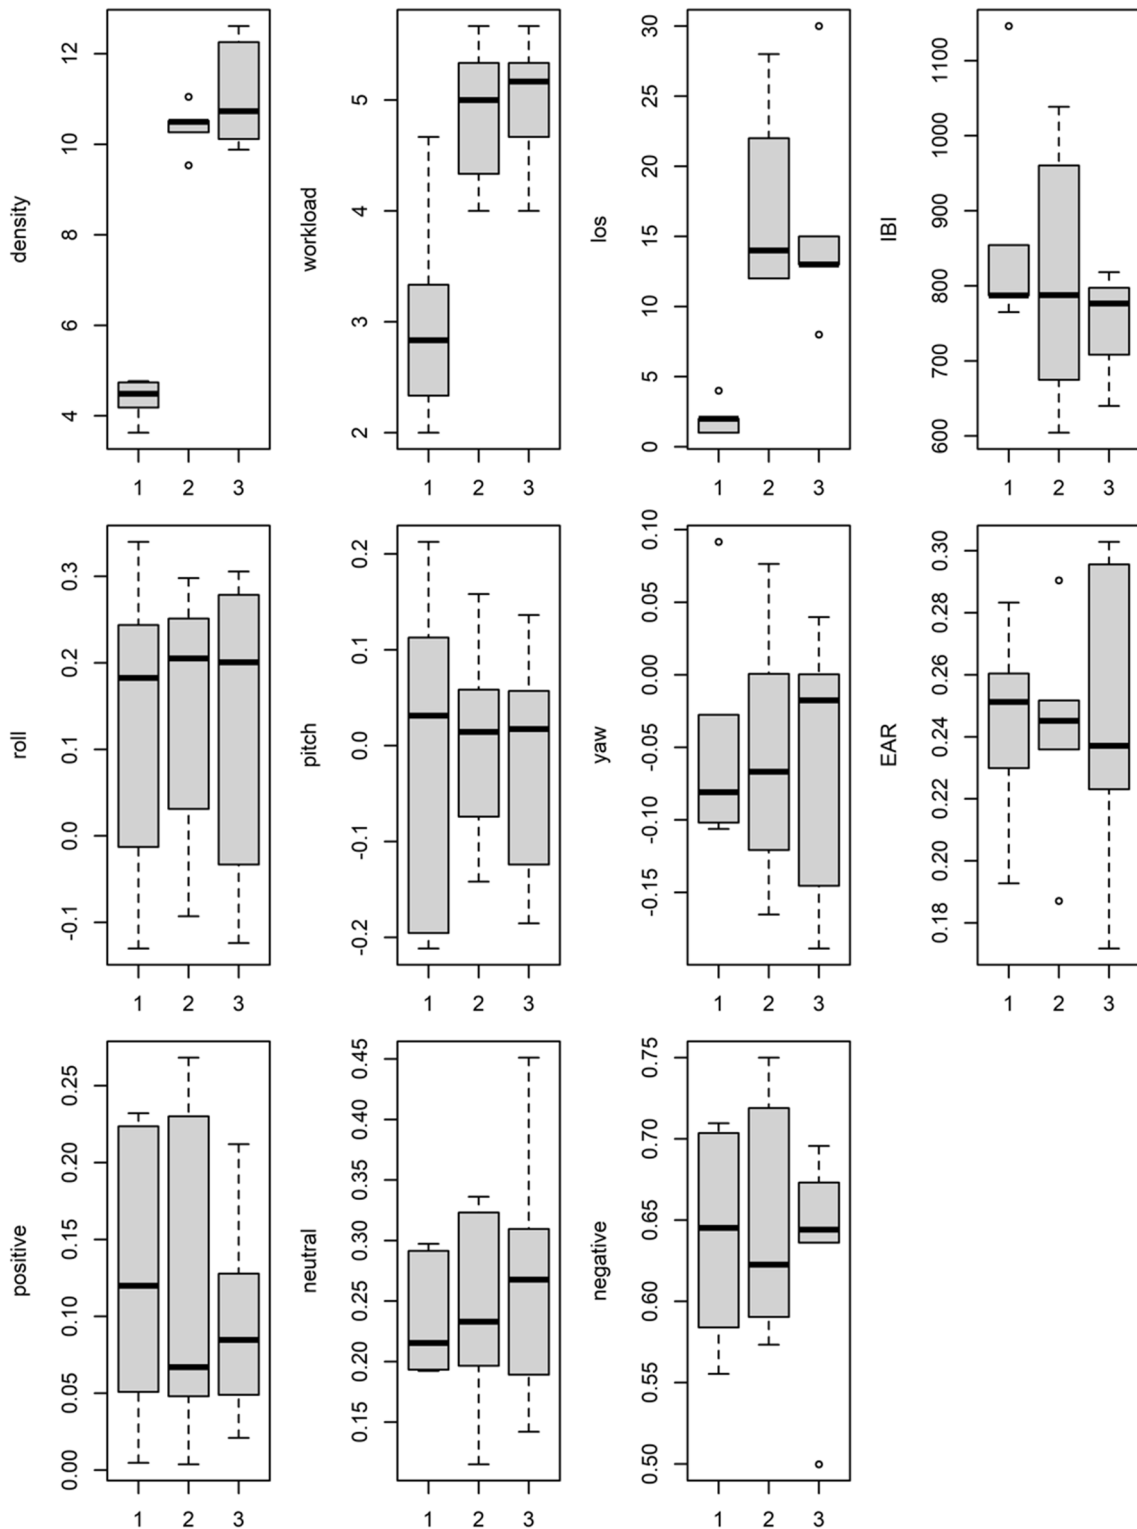 density
12
10
8
6
4
1 2 3
workload
5
4
3
2
1 2 3
los
30
25
20
15
10
5
0
1 2 3
IBI
1100
1000
900
800
700
600
1 2 3
roll
0.3
0.2
0.1
0.0
-0.1
1 2 3
pitch
0.2
0.1
0.0
-0.1
-0.2
1 2 3
yaw
0.10
0.05
0.00
-0.05
-0.10
-0.15
1 2 3
EAR
0.30
0.28
0.26
0.24
0.22
0.20
0.18
1 2 3
positive
0.25
0.20
0.15
0.10
0.05
0.00
1 2 3
neutral
0.45
0.40
0.35
0.30
0.25
0.20
0.15
1 2 3
negative
0.75
0.70
0.65
0.60
0.55
0.50
1 2 3